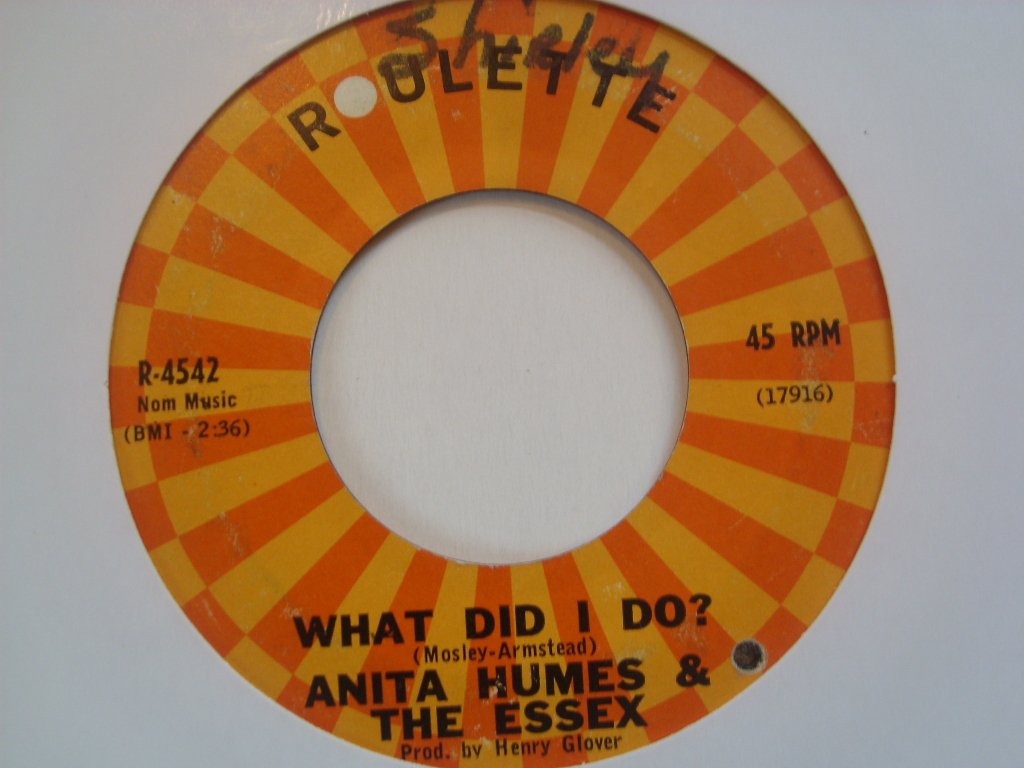 Shirley
ROULETTE
R-4542
Nom Music
(BMI - 2:36)
45 RPM
(17916)
WHAT DID I DO?
(Mosley-Armstead)
ANITA HUMES &
THE ESSEX
Prod. by Henry Glover